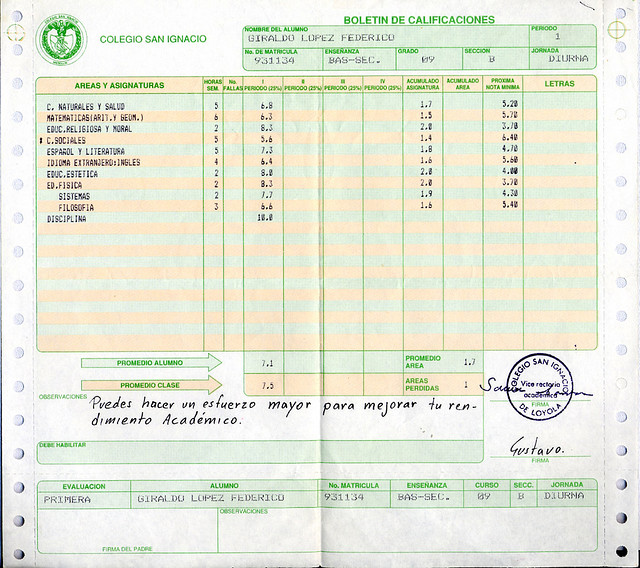 BOLETIN DE CALIFICACIONES
COLEGIO SAN IGNACIO
NOMBRE DEL ALUMNO PERIODO
GIRALDO LOPEZ FEDERICO 1
No. DE MATRICULA ENSEÑANZA GRADO SECCION JORNADA
931134 BAS-SEC. 09 B DIURNA
AREAS Y ASIGNATURAS HORAS SEM. No. FALLAS I PERIODO (25%) II PERIODO (25%) III PERIODO (25%) IV PERIODO (25%) ACUMULADO ASIGNATURA ACUMULADO AREA PROXIMA NOTA MINIMA LETRAS
C. NATURALES Y SALUD 5 6.8 1.7 5.20
MATEMATICAS(ARIT.Y GEOM.) 6 6.3 1.5 5.70
EDUC.RELIGIOSA Y MORAL 2 8.3 2.0 3.70
C.SOCIALES 5 5.6 1.4 6.40
ESPAÑOL Y LITERATURA 5 7.3 1.8 4.70
IDIOMA EXTRANJERO:INGLES 4 6.4 1.6 5.60
EDUC.ESTETICA 2 8.0 2.0 4.00
ED.FISICA 2 8.3 2.0 3.70
SISTEMAS 2 7.7 1.9 4.30
FILOSOFIA 3 6.6 1.6 5.40
DISCIPLINA 10.0
PROMEDIO ALUMNO 7.1 PROMEDIO AREA 1.7
PROMEDIO CLASE 7.5 AREAS PERDIDAS 1
COLEGIO SAN IGNACIO
Vice rectoria
académica
DE LOYOLA
FIRMA
OBSERVACIONES
Puedes hacer un esfuerzo mayor para mejorar tu ren-
dimiento Académico.
DEBE HABILITAR
Gustavo.
FIRMA
EVALUACION ALUMNO No. MATRICULA ENSEÑANZA CURSO SECC. JORNADA
PRIMERA GIRALDO LOPEZ FEDERICO 931134 BAS-SEC. 09 B DIURNA
OBSERVACIONES
FIRMA DEL PADRE